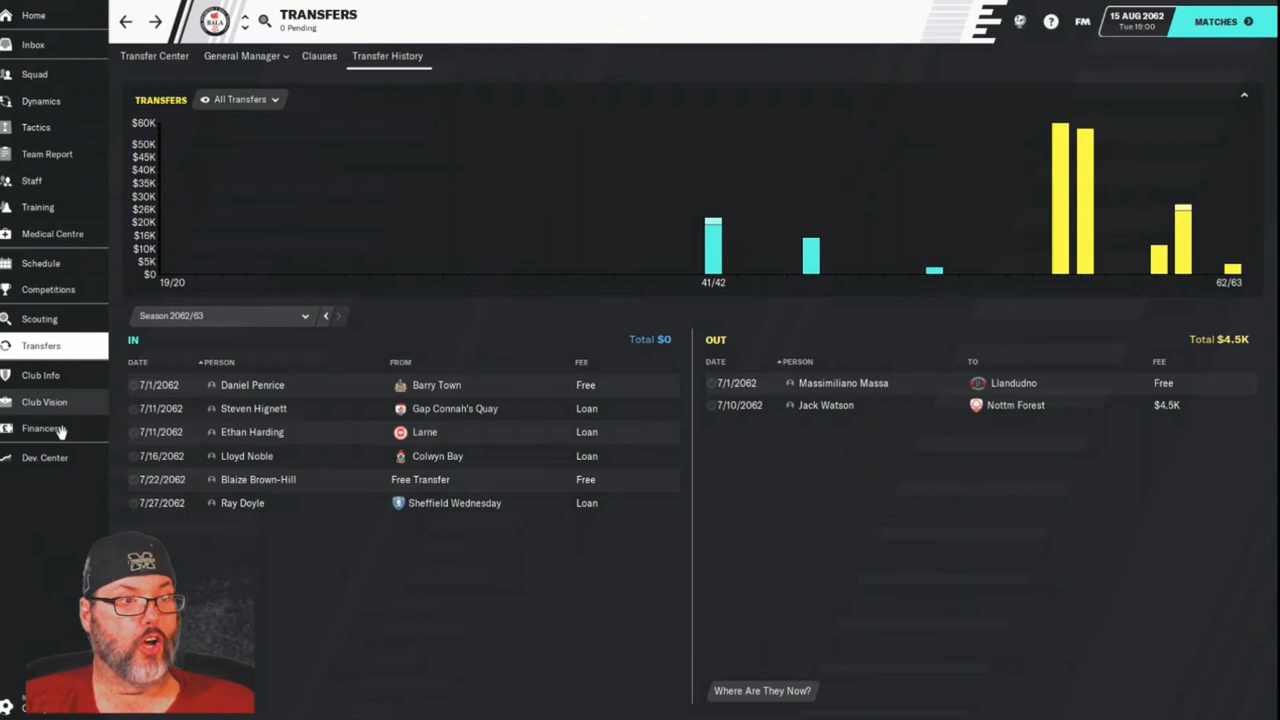 Home
Inbox
Squad
Dynamics
Tactics
Team Report
Staff
Training
Medical Centre
Schedule
Competitions
Scouting
Transfers
Club Info
Club Vision
Finances
Dev. Center
BALA
TRANSFERS
0 Pending
FM
15 AUG 2062
Tue 19:00
MATCHES
Transfer Center General Manager Clauses Transfer History
TRANSFERS All Transfers
$60K
$50K
$45K
$40K
$35K
$30K
$26K
$20K
$16K
$10K
$5K
$0
19/20 41/42 62/63
Season 2062/63
IN Total $0
DATE PERSON FROM FEE
7/1/2062 Daniel Penrice Barry Town Free
7/11/2062 Steven Hignett Gap Connah's Quay Loan
7/11/2062 Ethan Harding Larne Loan
7/16/2062 Lloyd Noble Colwyn Bay Loan
7/22/2062 Blaize Brown-Hill Free Transfer Free
7/27/2062 Ray Doyle Sheffield Wednesday Loan
OUT Total $4.5K
DATE PERSON TO FEE
7/1/2062 Massimiliano Massa Llandudno Free
7/10/2062 Jack Watson Nottm Forest $4.5K
Where Are They Now?